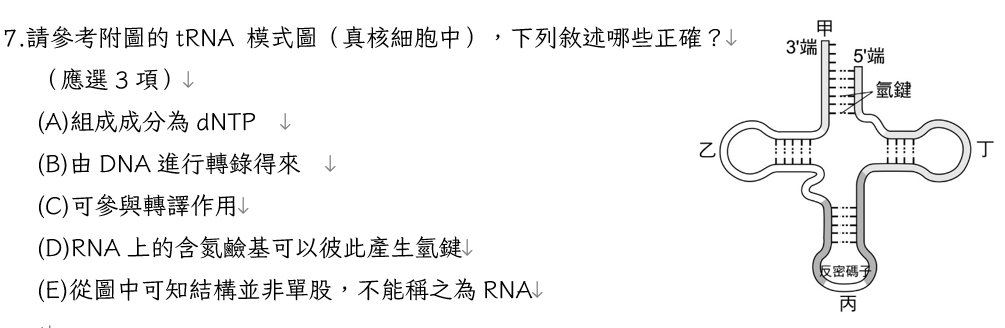 7.請參考附圖的 tRNA 模式圖（真核細胞中），下列敘述哪些正確？↓
（應選 3 項）↓
(A)組成成分為 dNTP ↓
(B)由 DNA 進行轉錄得來 ↓
(C)可參與轉譯作用↓
(D)RNA 上的含氮鹼基可以彼此產生氫鍵↓
(E)從圖中可知結構並非單股，不能稱之為 RNA↓
甲
3'端
5'端
氫鍵
乙
丁
反密碼子
丙